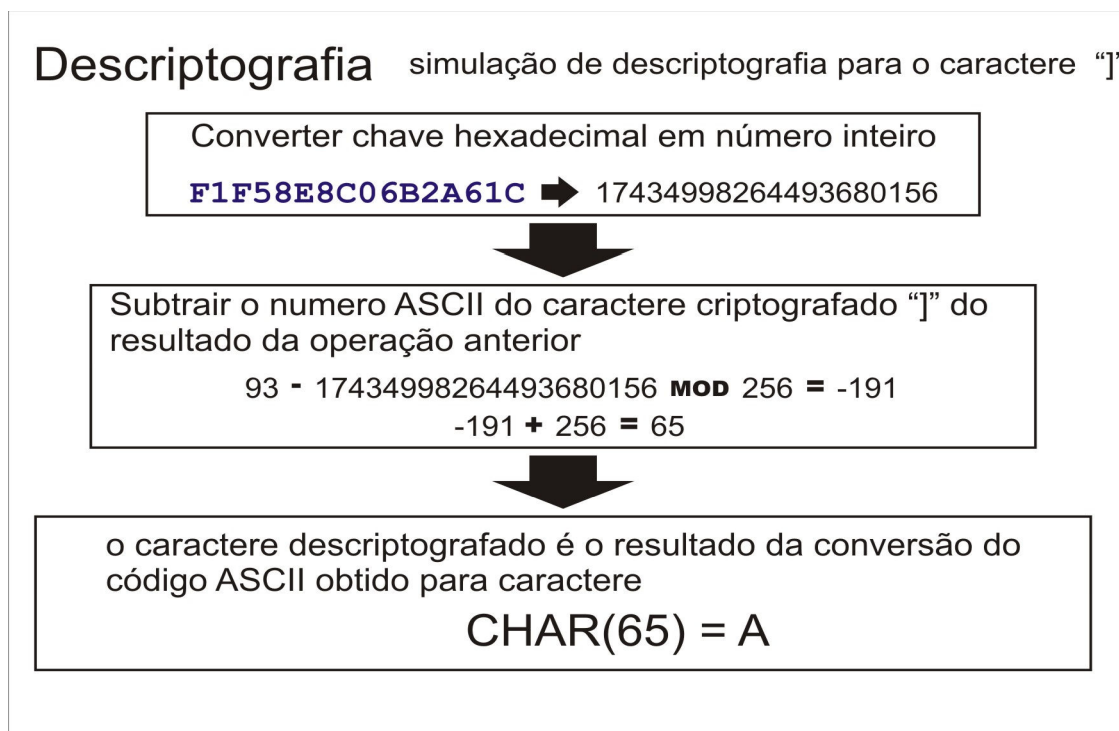 Descriptografia simulação de descriptografia para o caractere “]”
Converter chave hexadecimal em número inteiro
F1F58E8C06B2A61C 17434998264493680156
Subtrair o numero ASCII do caractere criptografado “]” do
resultado da operação anterior
93 - 17434998264493680156 MOD 256 = -191
-191 + 256 = 65
o caractere descriptografado é o resultado da conversão do
código ASCII obtido para caractere
CHAR(65) = A